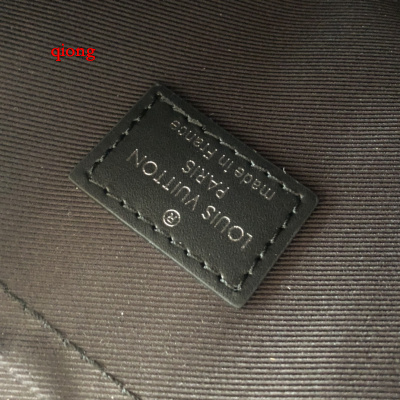 qiong
®
LOUIS VUITTON
PARIS
made in France